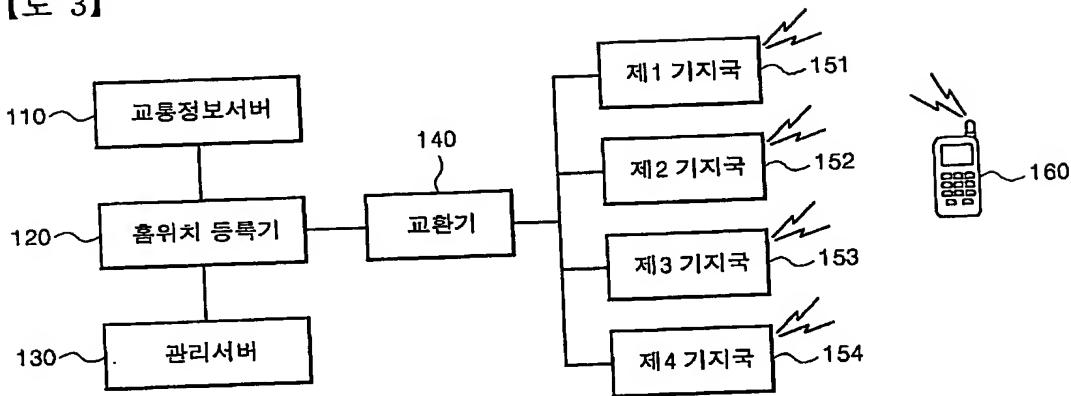 【도 3】
110 교통정보서버
120 홈위치 등록기
130 관리서버
140
교환기
제1 기지국 151
제2 기지국 152
제3 기지국 153
제4 기지국 154
160